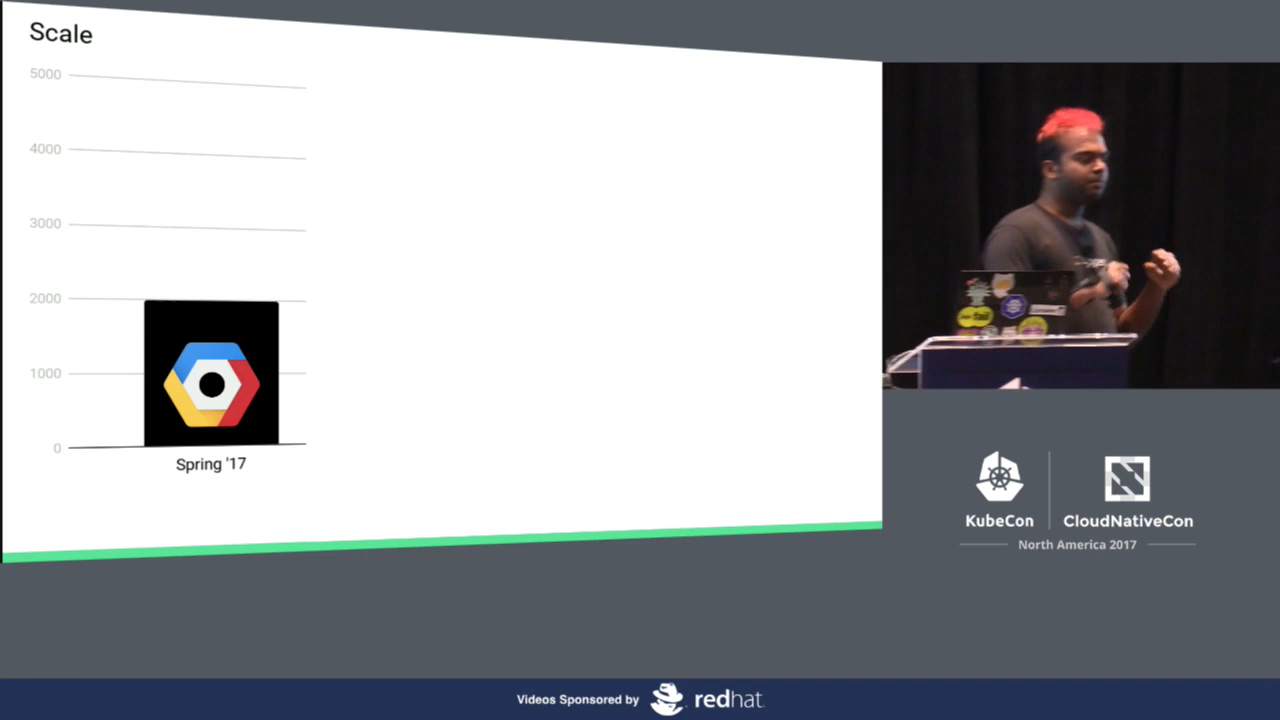 Scale
5000
4000
3000
2000
1000
0
Spring '17
KubeCon
CloudNativeCon
North America 2017
Videos Sponsored by
redhat